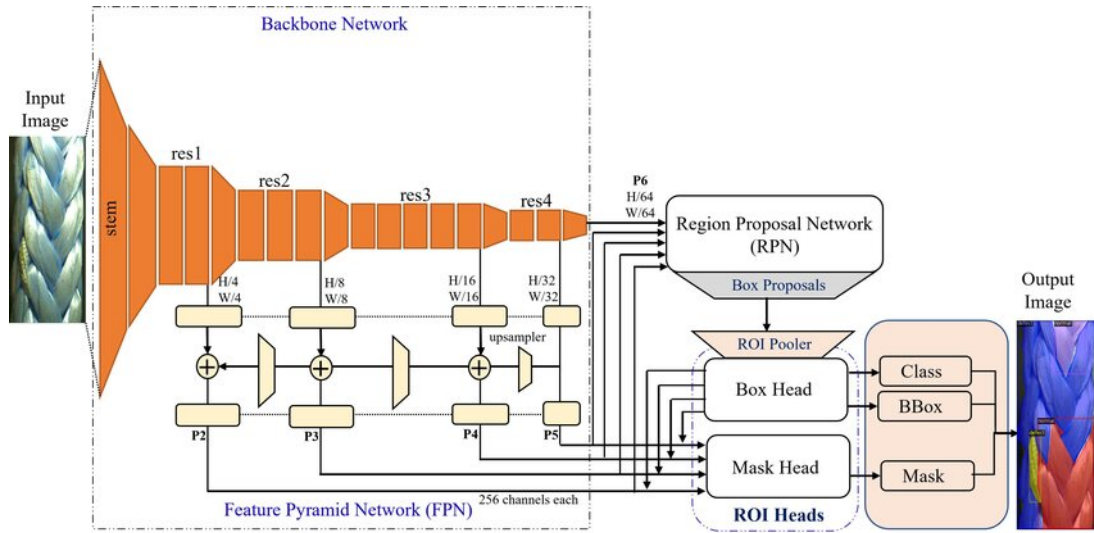 Backbone Network
Input
Image
stem
res1
res2
res3
res4
P6
H/64
W/64
Region Proposal Network
(RPN)
Box Proposals
ROI Pooler
Output
Image
H/4
W/4
H/8
W/8
H/16
W/16
H/32
W/32
upsampler
Box Head
Class
BBox
P2
P3
P4
P5
Mask Head
Mask
256 channels each
Feature Pyramid Network (FPN)
ROI Heads
defect